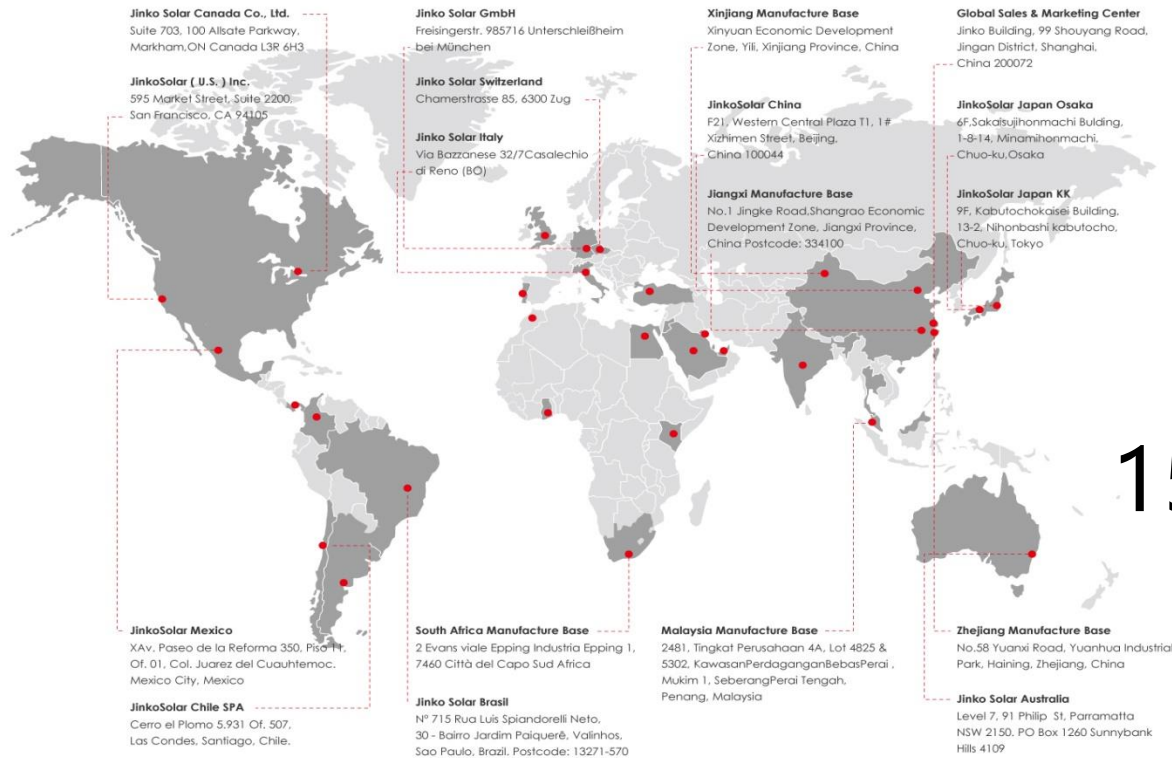 Jinko Solar Canada Co., Ltd.
Suite 703, 100 Allsate Parkway,
Markham,ON Canada L3R 6H3
JinkoSolar ( U.S. ) Inc.
595 Market Street, Suite 2200,
San Francisco, CA 94105
Jinko Solar GmbH
Freisingerstr. 985716 Unterschleißheim
bei München
Jinko Solar Switzerland
Chamerstrasse 85, 6300 Zug
Jinko Solar Italy
Via Bazzanese 32/7Casalechio
di Reno (BO)
Xinjiang Manufacture Base
Xinyuan Economic Development
Zone, Yili, Xinjiang Province, China
JinkoSolar China
F21, Western Central Plaza T1, 1#
Xizhimen Street, Beijing,
China 100044
Jiangxi Manufacture Base
No.1 Jingke Road,Shangrao Economic
Development Zone, Jiangxi Province,
China Postcode: 334100
Global Sales & Marketing Center
Jinko Building, 99 Shouyang Road,
Jingan District, Shanghai,
China 200072
JinkoSolar Japan Osaka
6F,Sakaisujihonmachi Bulding,
1-8-14, Minamihonmachi,
Chuo-ku,Osaka
JinkoSolar Japan KK
9F, Kabutochokaisei Building,
13-2, Nihonbashi kabutocho,
Chuo-ku, Tokyo
15
JinkoSolar Mexico
XAv. Paseo de la Reforma 350, Piso 11,
Of. 01, Col. Juarez del Cuauhtemoc.
Mexico City, Mexico
JinkoSolar Chile SPA
Cerro el Plomo 5,931 Of. 507,
Las Condes, Santiago, Chile.
South Africa Manufacture Base
2 Evans viale Epping Industria Epping 1,
7460 Città del Capo Sud Africa
Jinko Solar Brasil
N° 715 Rua Luis Spiandorelli Neto,
30 - Bairro Jardim Paiquerê, Valinhos,
Sao Paulo, Brazil. Postcode: 13271-570
Malaysia Manufacture Base
2481, Tingkat Perusahaan 4A, Lot 4825 &
5302, KawasanPerdaganganBebasPerai ,
Mukim 1, SeberangPerai Tengah,
Penang, Malaysia
Zhejiang Manufacture Base
No.58 Yuanxi Road, Yuanhua Industrial
Park, Haining, Zhejiang, China
Jinko Solar Australia
Level 7, 91 Philip St, Parramatta
NSW 2150. PO Box 1260 Sunnybank
Hills 4109